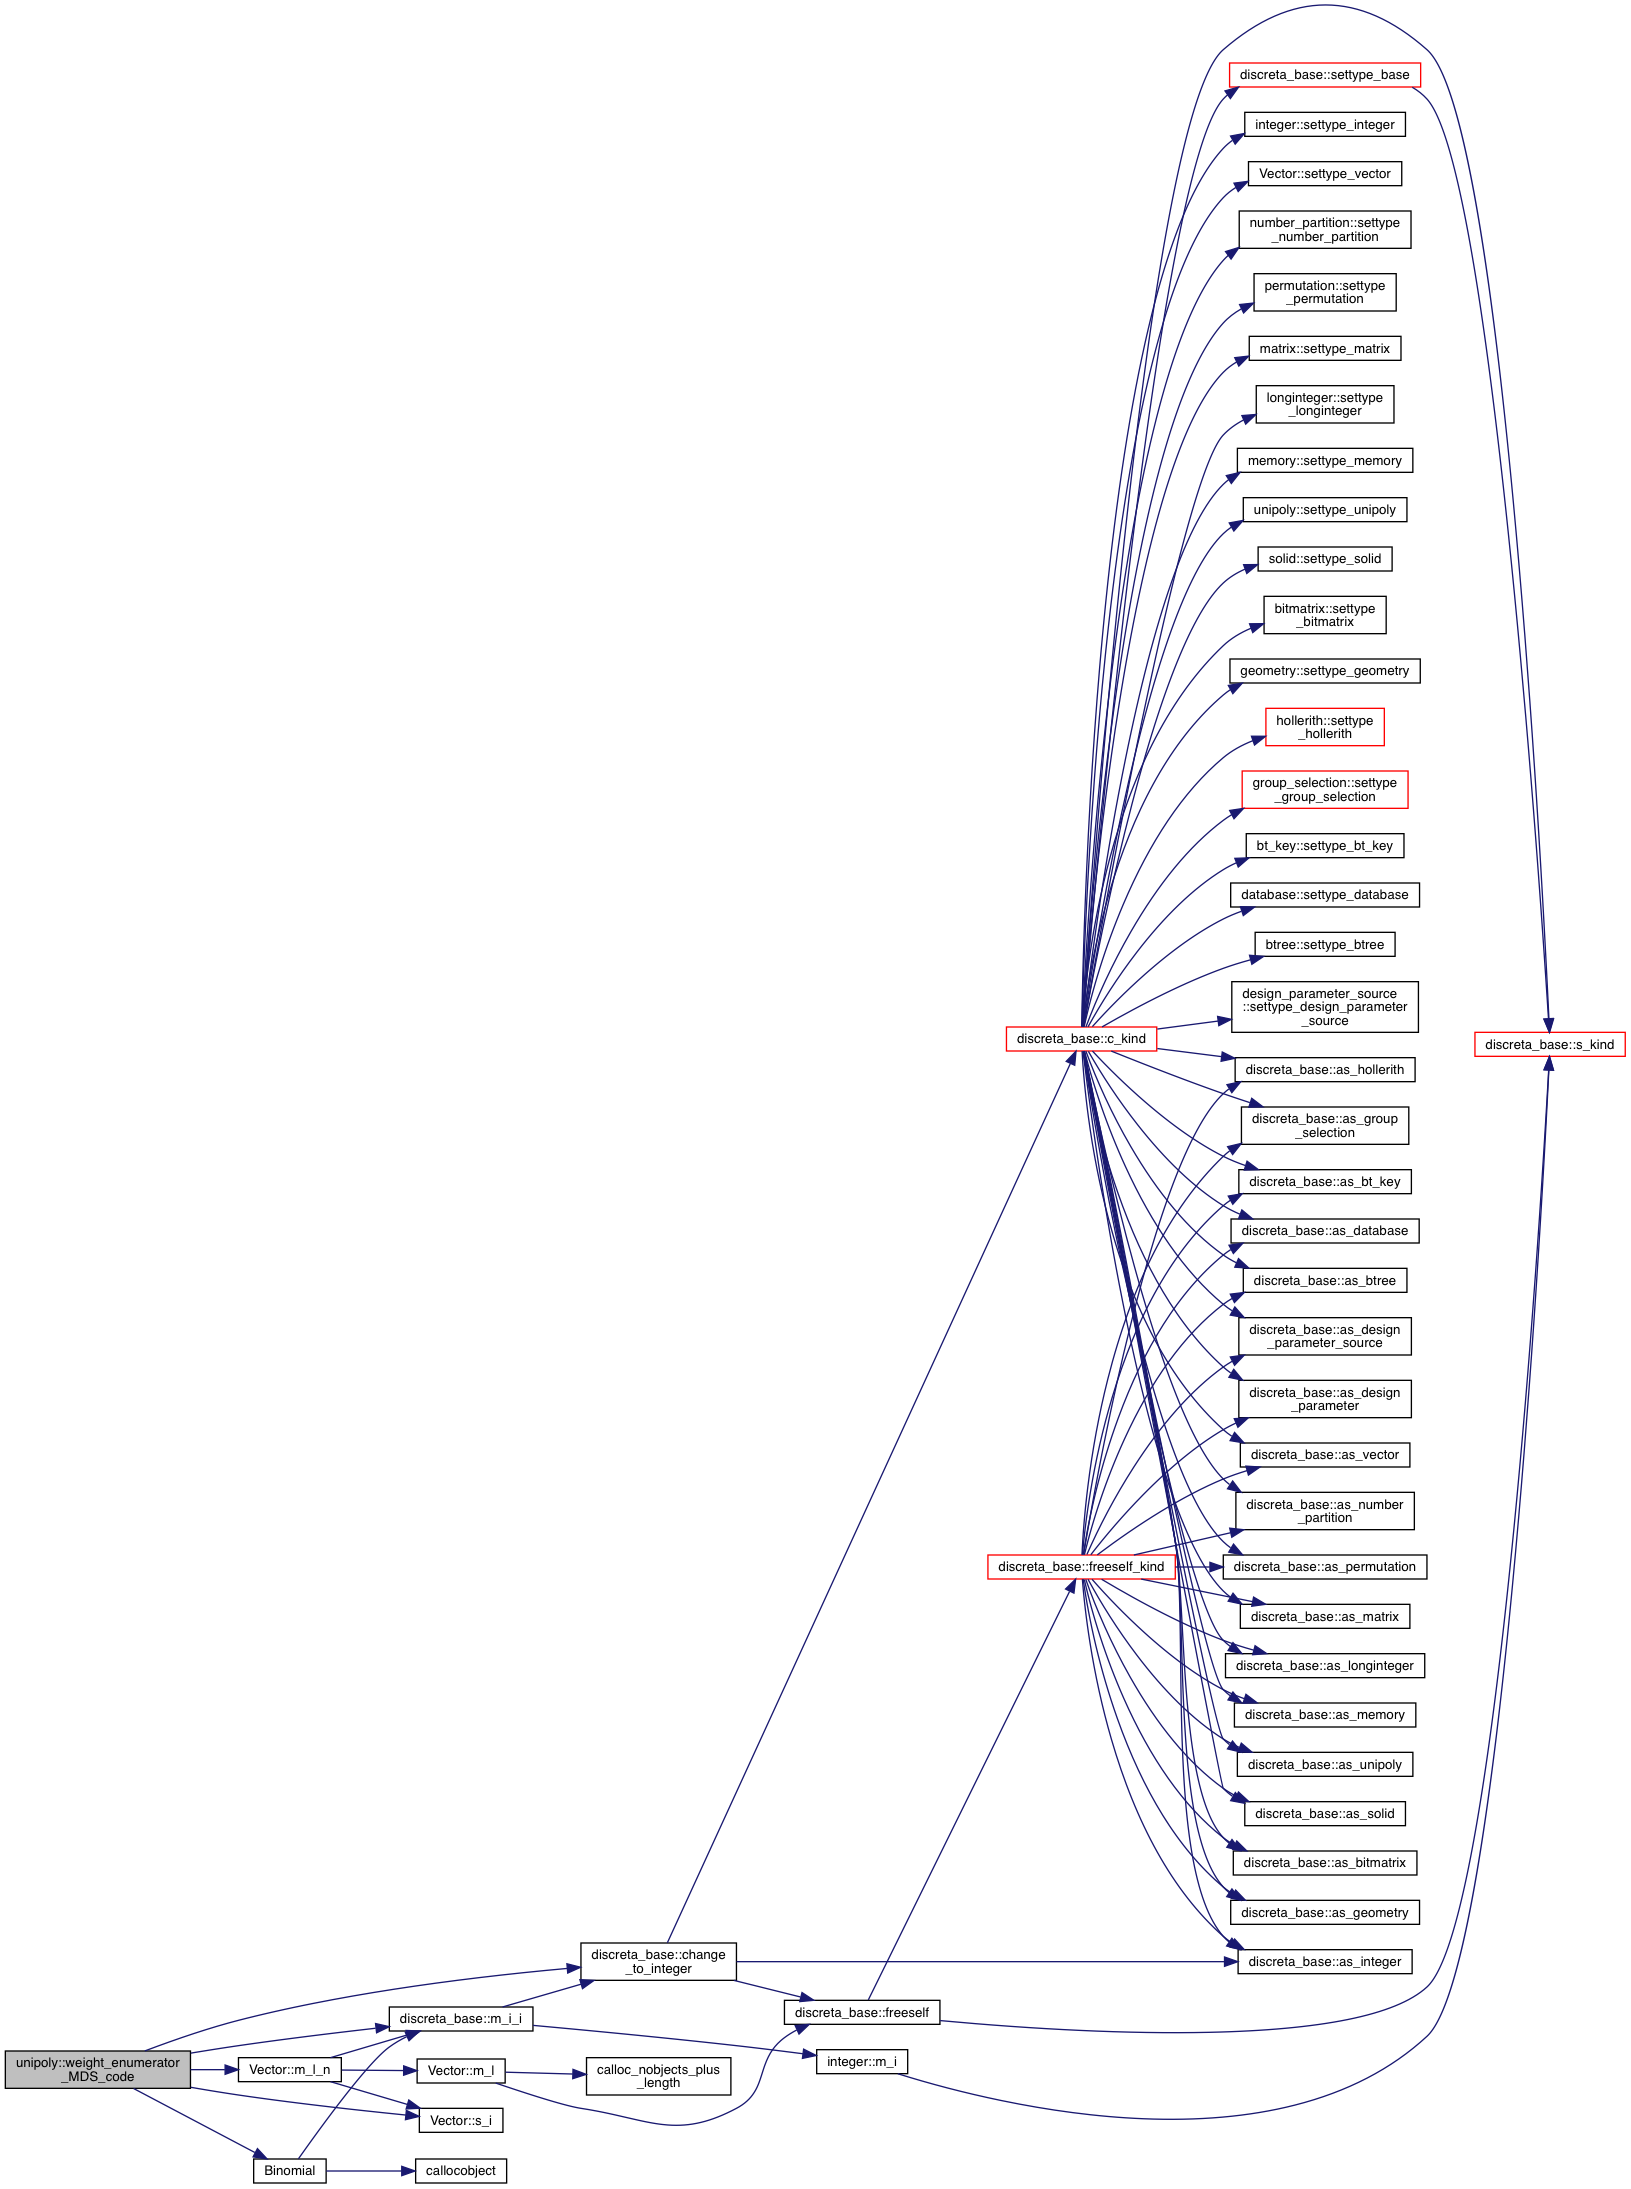 discreta_base::settype_base
integer::settype_integer
Vector::settype_vector
number_partition::settype
_number_partition
permutation::settype
_permutation
matrix::settype_matrix
longinteger::settype
_longinteger
memory::settype_memory
unipoly::settype_unipoly
solid::settype_solid
bitmatrix::settype
_bitmatrix
geometry::settype_geometry
hollerith::settype
_hollerith
group_selection::settype
_group_selection
bt_key::settype_bt_key
database::settype_database
btree::settype_btree
design_parameter_source
::settype_design_parameter
_source
discreta_base::c_kind
discreta_base::s_kind
discreta_base::as_hollerith
discreta_base::as_group
_selection
discreta_base::as_bt_key
discreta_base::as_database
discreta_base::as_btree
discreta_base::as_design
_parameter_source
discreta_base::as_design
_parameter
discreta_base::as_vector
discreta_base::as_number
_partition
discreta_base::freeself_kind
discreta_base::as_permutation
discreta_base::as_matrix
discreta_base::as_longinteger
discreta_base::as_memory
discreta_base::as_unipoly
discreta_base::as_solid
discreta_base::as_bitmatrix
discreta_base::as_geometry
discreta_base::change
_to_integer
discreta_base::as_integer
discreta_base::m_i_i
discreta_base::freeself
unipoly::weight_enumerator
_MDS_code
Vector::m_l_n
Vector::m_l
calloc_nobjects_plus
_length
integer::m_i
Vector::s_i
Binomial
callocobject